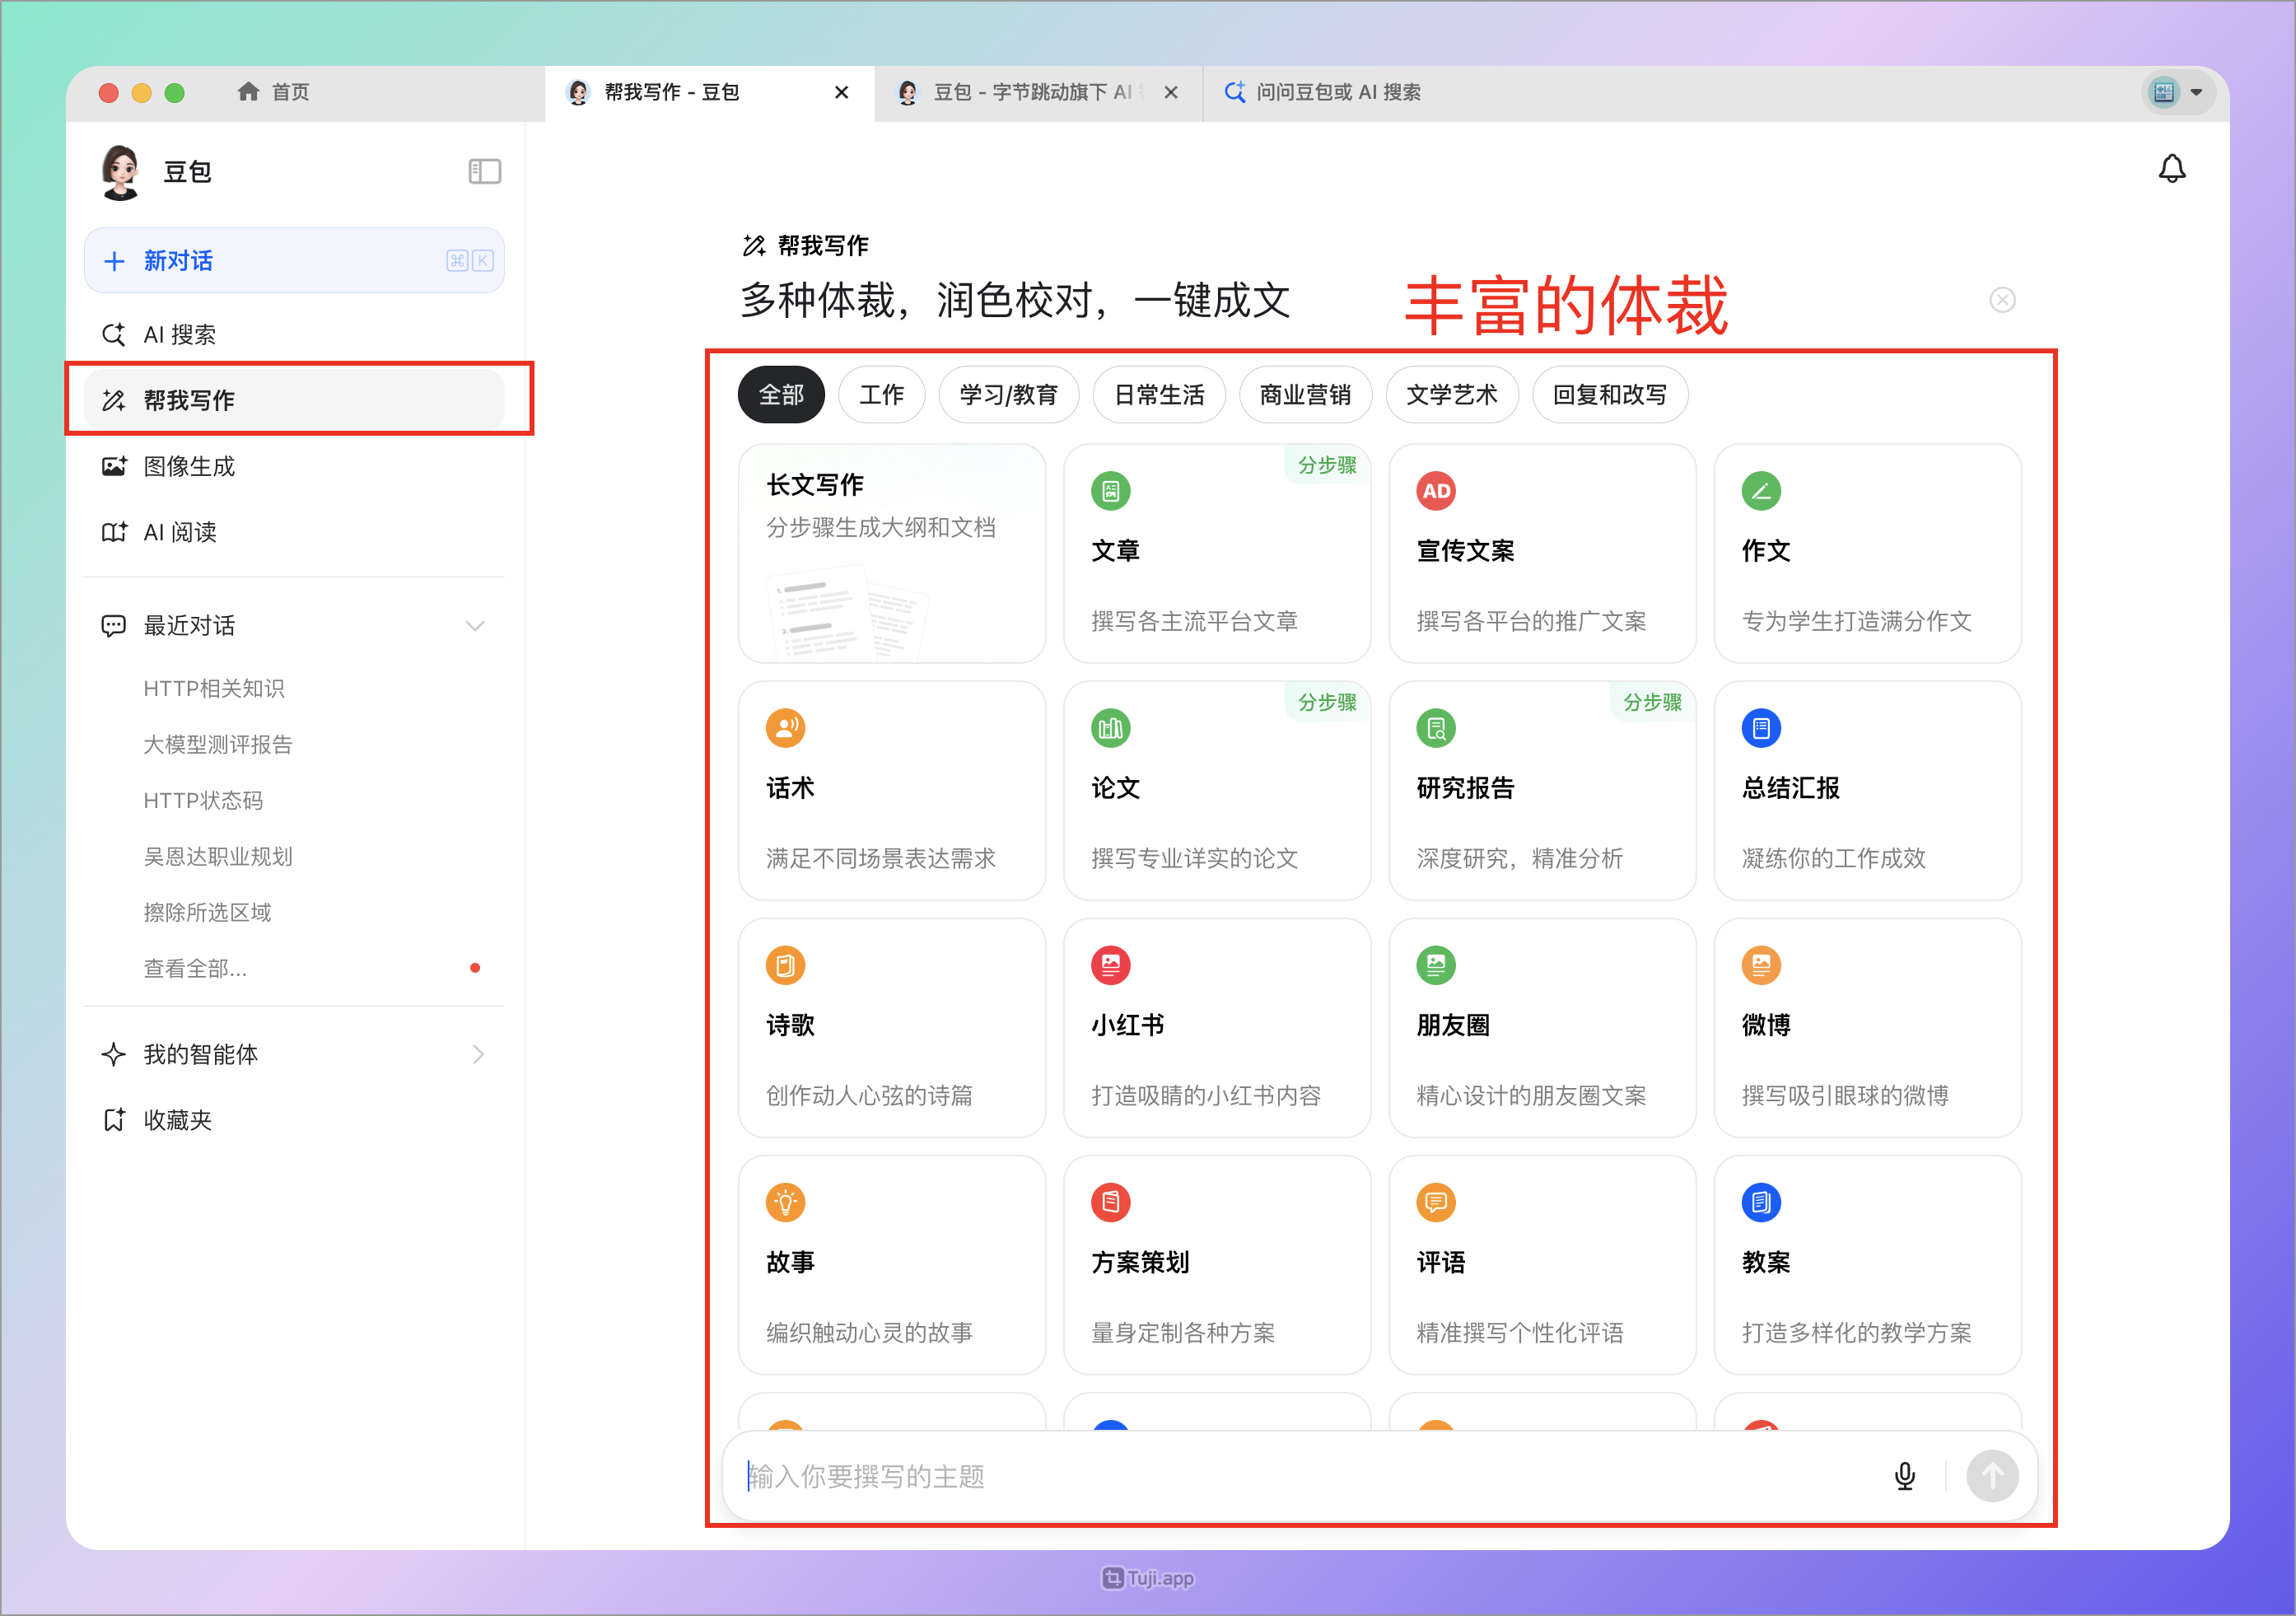 首页
帮我写作 - 豆包
豆包 - 字节跳动旗下 AI
问问豆包或 AI 搜索
豆包
新对话
⌘ K
AI 搜索
帮我写作
图像生成
AI 阅读
最近对话
HTTP相关知识
大模型测评报告
HTTP状态码
吴恩达职业规划
擦除所选区域
查看全部...
我的智能体
收藏夹
帮我写作
多种体裁，润色校对，一键成文
丰富的体裁
全部
工作
学习/教育
日常生活
商业营销
文学艺术
回复和改写
长文写作
分步骤生成大纲和文档
1.
2.
分步骤
文章
撰写各主流平台文章
AD
宣传文案
撰写各平台的推广文案
作文
专为学生打造满分作文
话术
满足不同场景表达需求
分步骤
论文
撰写专业详实的论文
分步骤
研究报告
深度研究，精准分析
总结汇报
凝练你的工作成效
诗歌
创作动人心弦的诗篇
小红书
打造吸睛的小红书内容
朋友圈
精心设计的朋友圈文案
微博
撰写吸引眼球的微博
故事
编织触动心灵的故事
方案策划
量身定制各种方案
评语
精准撰写个性化评语
教案
打造多样化的教学方案
输入你要撰写的主题
Tuji.app